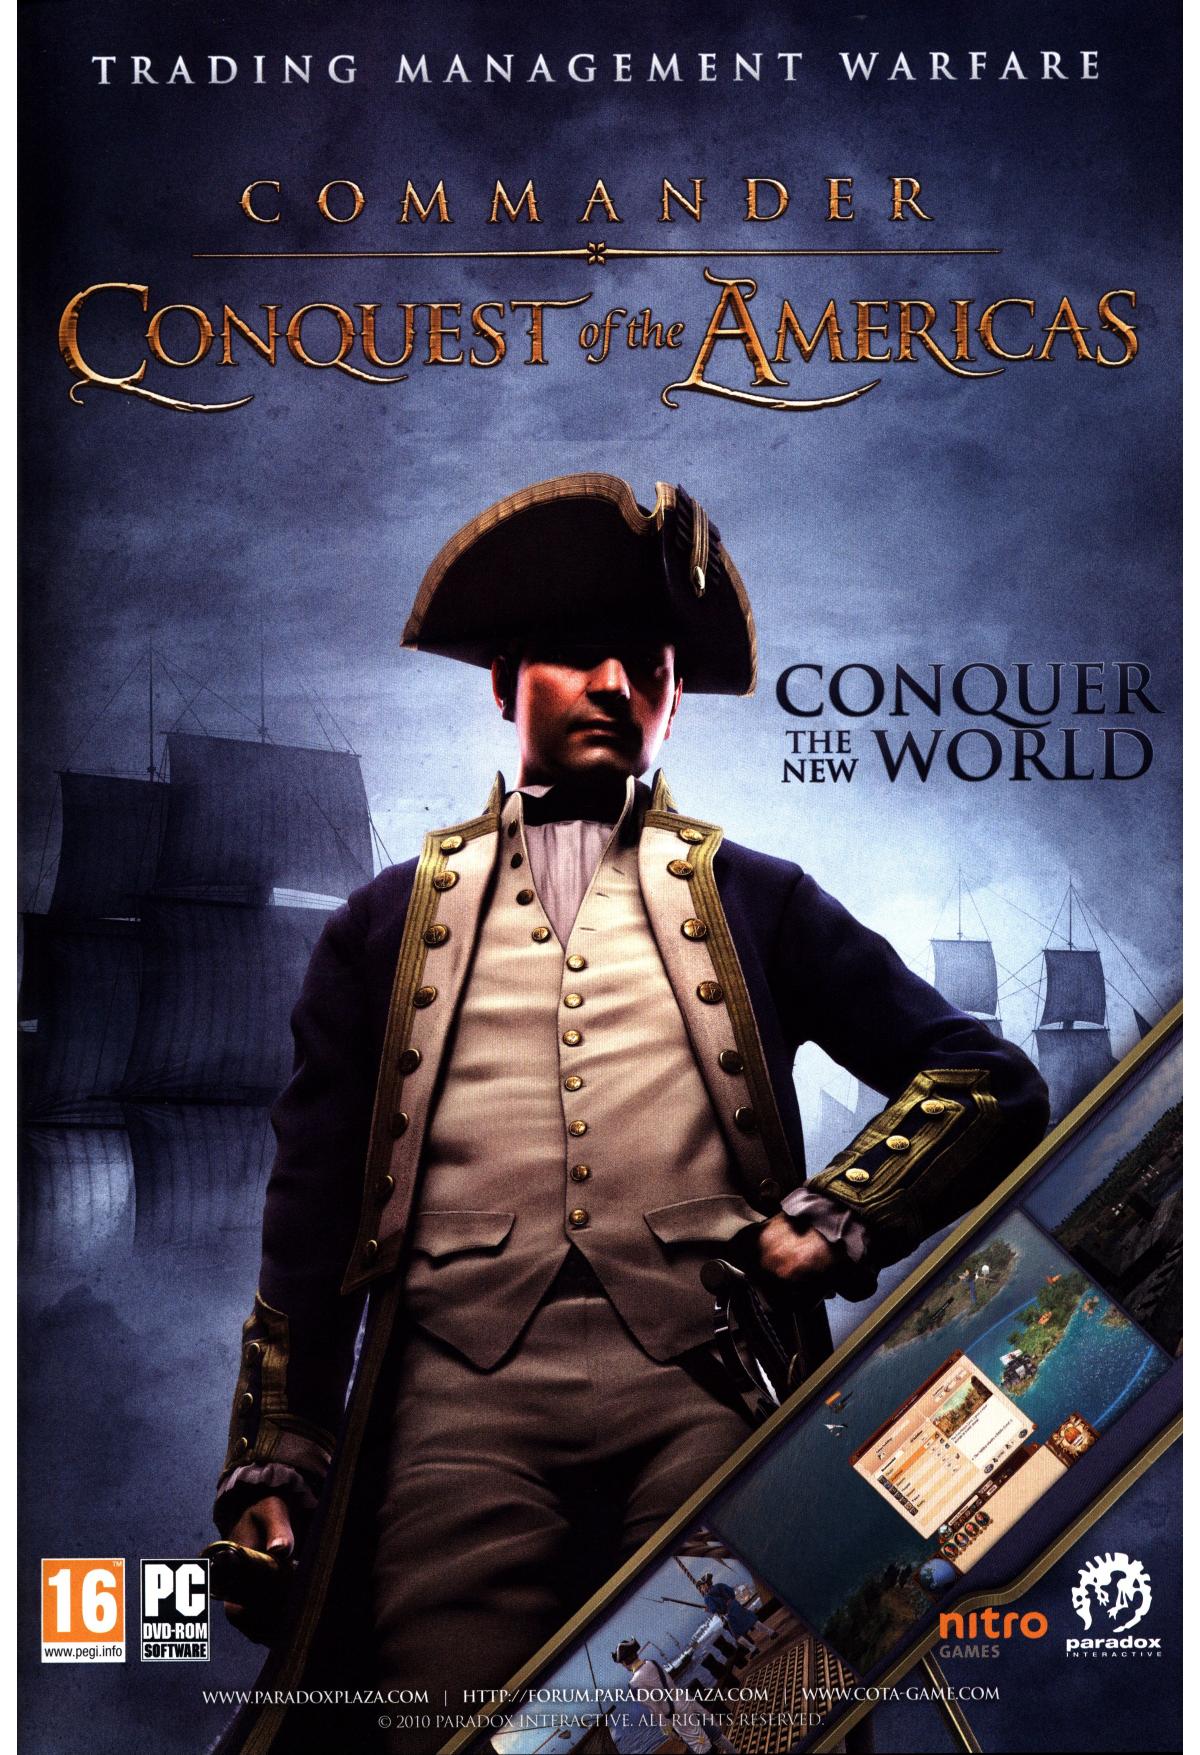 TRADING MANAGEMENT WARFARE
COMMANDER
CONQUEST of the AMERICAS
CONQUER
THE NEW WORLD
16
www.pegi.info
PC
DVD-ROM
SOFTWARE
nitro
GAMES
paradox
INTERACTIVE
WWW.PARADOXPLAZA.COM | HTTP://FORUM.PARADOXPLAZA.COM | WWW.COTA-GAME.COM
© 2010 PARADOX INTERACTIVE. ALL RIGHTS RESERVED.